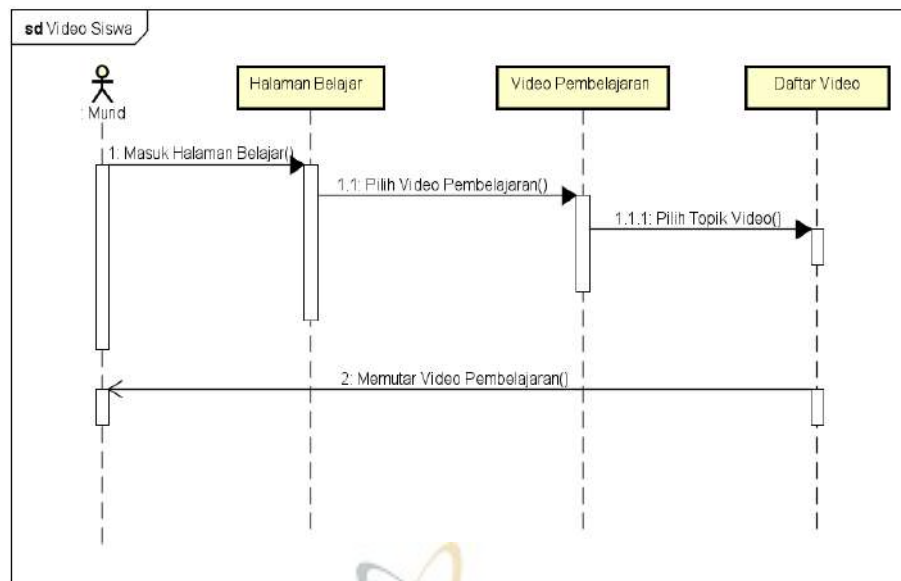 sd Video Siswa
: Murid
Halaman Belajar
Video Pembelajaran
Daftar Video
1: Masuk Halaman Belajar()
1.1: Pilih Video Pembelajaran()
1.1.1: Pilih Topik Video()
2: Memutar Video Pembelajaran()